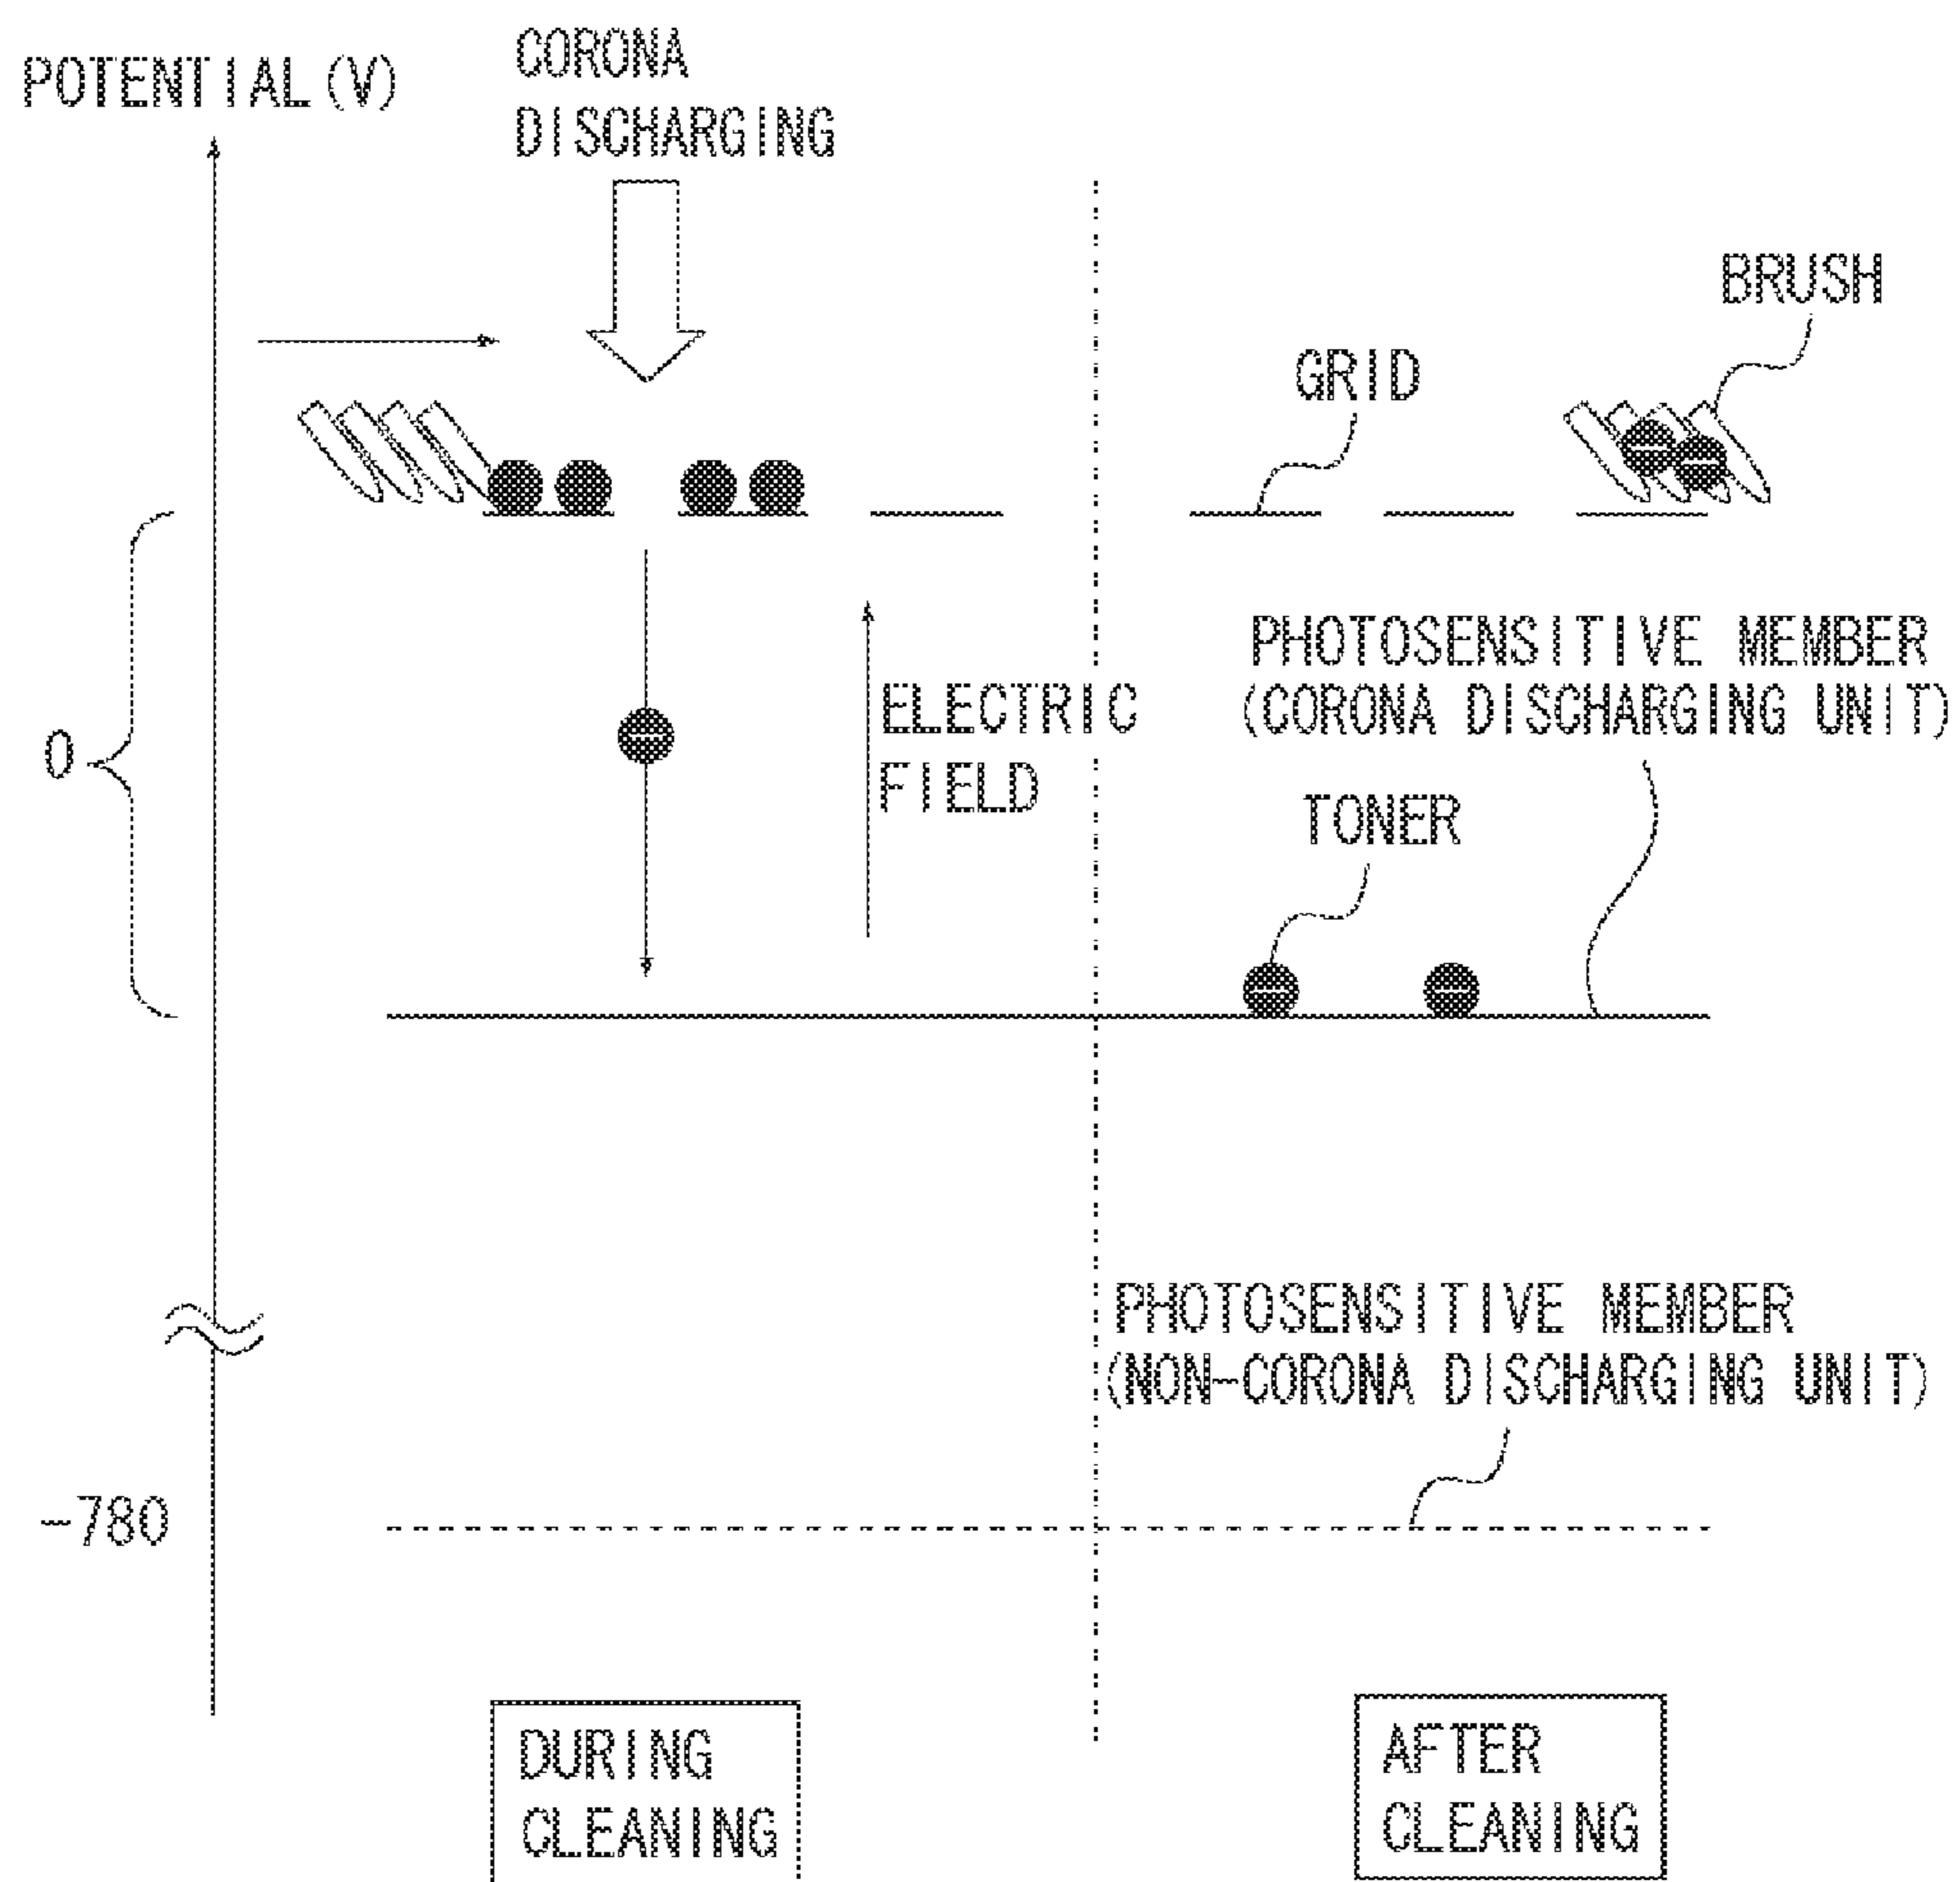 POTENTIAL(V)
CORONA
DISCHARGING
BRUSH
GRID
PHOTOSENSITIVE MEMBER
(CORONA DISCHARGING UNIT)
0
ELECTRIC
FIELD
TONER
PHOTOSENSITIVE MEMBER
(NON-CORONA DISCHARGING UNIT)
-780
DURING
CLEANING
AFTER
CLEANING